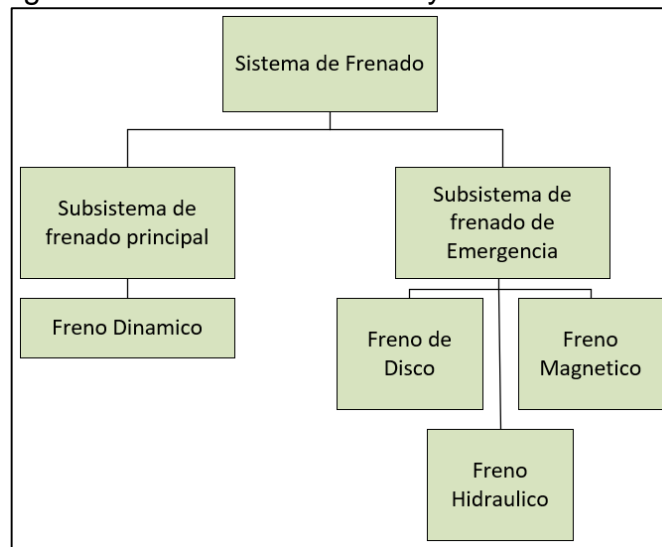 Sistema de Frenado
Subsistema de
frenado principal
Freno Dinamico
Subsistema de
frenado de
Emergencia
Freno de
Disco
Freno
Magnetico
Freno
Hidraulico